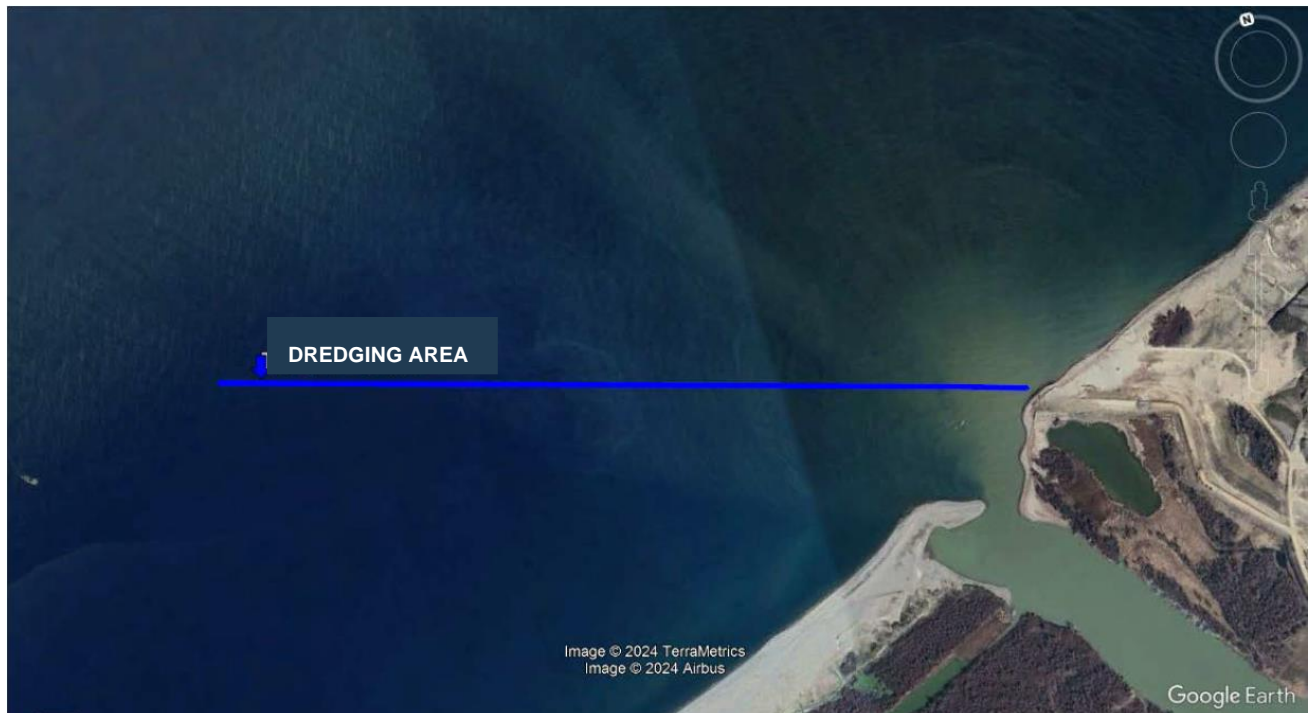 N
DREDGING AREA
Image © 2024 TerraMetrics
Image © 2024 Airbus
Google Earth